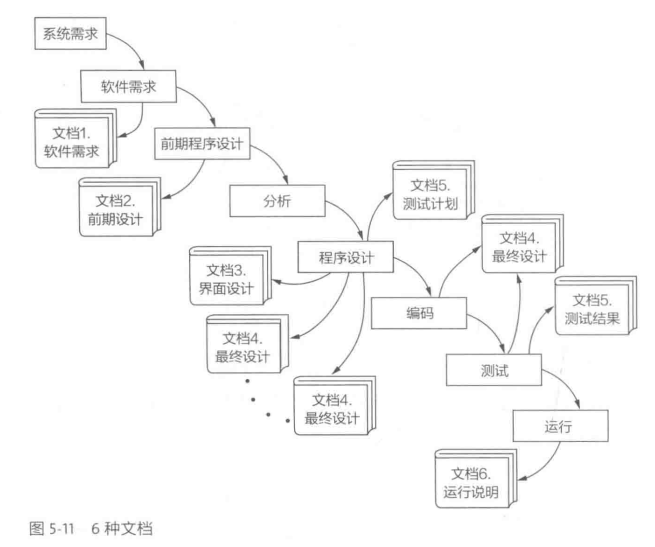 系统需求
软件需求
文档1.
软件需求
前期程序设计
文档2.
前期设计
分析
文档5.
测试计划
程序设计
文档4.
最终设计
文档3.
界面设计
编码
文档5.
测试结果
文档4.
最终设计
测试
文档4.
最终设计
运行
文档6.
运行说明
图 5-11 6 种文档